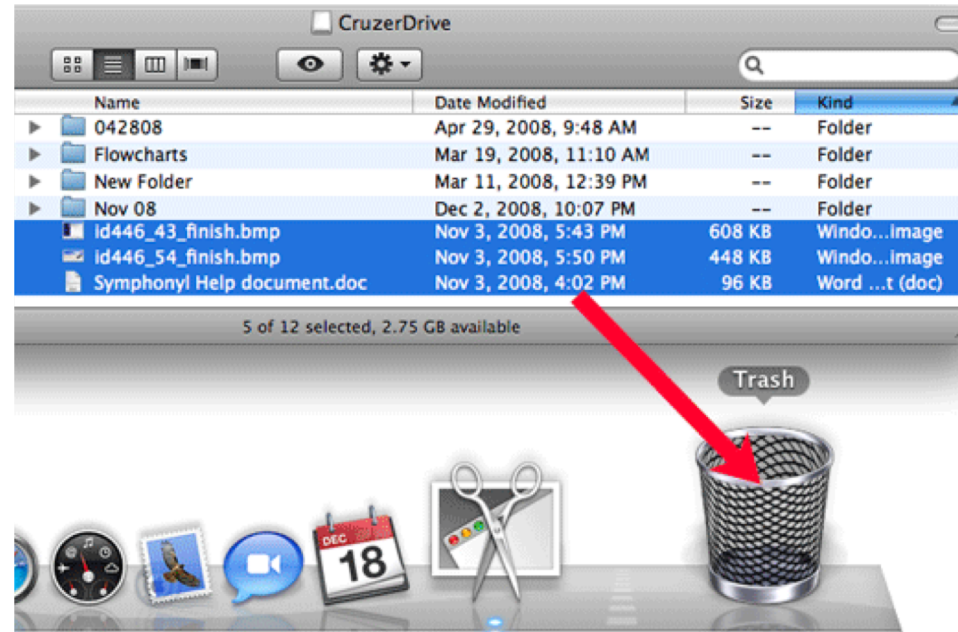 CruzerDrive
Name Date Modified Size Kind
042808 Apr 29, 2008, 9:48 AM -- Folder
Flowcharts Mar 19, 2008, 11:10 AM -- Folder
New Folder Mar 11, 2008, 12:39 PM -- Folder
Nov 08 Dec 2, 2008, 10:07 PM -- Folder
id446_43_finish.bmp Nov 3, 2008, 5:43 PM 608 KB Windo...image
id446_54_finish.bmp Nov 3, 2008, 5:50 PM 448 KB Windo...image
Symphonyl Help document.doc Nov 3, 2008, 4:02 PM 96 KB Word ...t (doc)
5 of 12 selected, 2.75 GB available
Trash
DEC
18